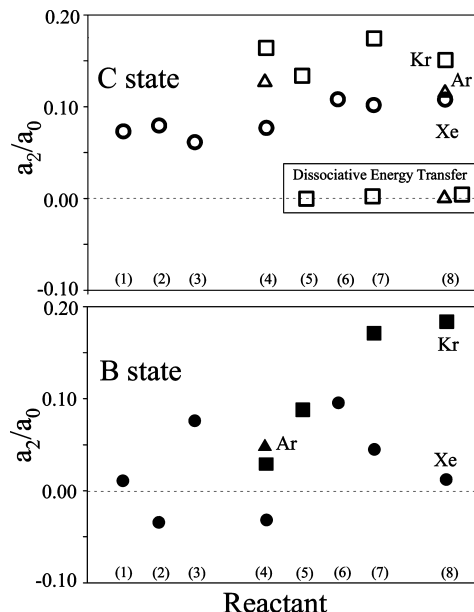 0.20
C state
Kr
Ar
0.10
Xe
a2/a0
Dissociative Energy Transfer
0.00
(1) (2) (3) (4) (5) (6) (7) (8)
-0.10
0.20
B state
Kr
0.10
Ar
a2/a0
Xe
0.00
(1) (2) (3) (4) (5) (6) (7) (8)
-0.10
Reactant